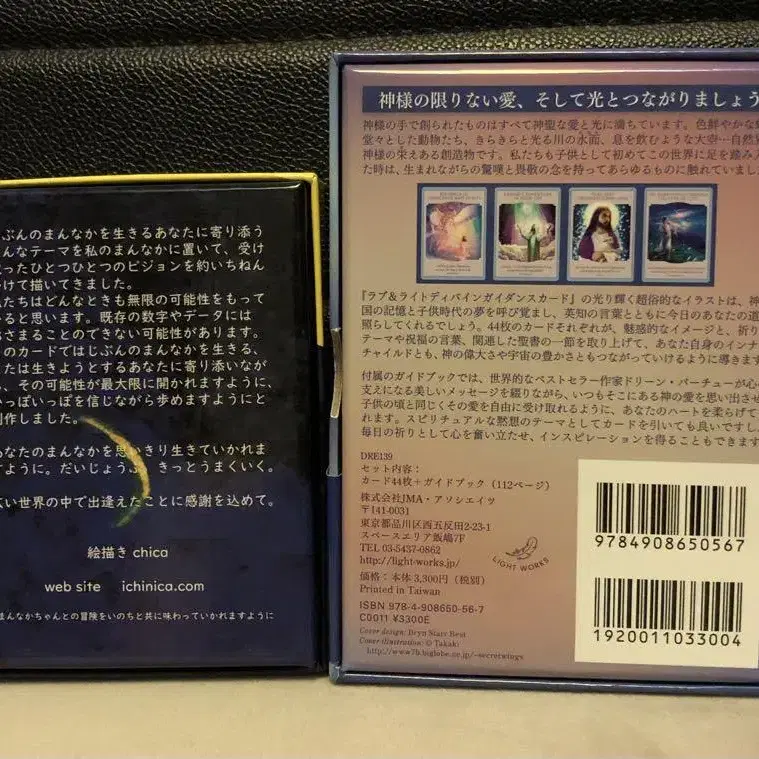 じぶんのまんなかを生きるあなたに寄り添う
んなテーマを私のまんなかに置いて、受け
ったひとつひとつのビジョンを約いちねん
けて描いてきました。
たちはどんなときも無限の可能性をもって
ると思います。既存の数字やデータには
さまることのできない可能性があります。
のカードではじぶんのまんなかを生きる、
たは生きようとするあなたに寄り添いなが
、その可能性が最大限に開かれますように、
っぽいっぽを信じながら歩めますようにと
制作しました。
あなたのまんなかを思いきり生きていかれま
すように。だいじょうぶ、きっとうまくいく。
広い世界の中で出逢えたことに感謝を込めて。
絵描き chica
web site ichinica.com
まんなかちゃんとの冒険をいのちと共に味わっていかれますように
神様の限りない愛、そして光とつながりましょう
神様の手で創られたものはすべて神聖な愛と光に満ちています。色鮮やかな
堂々とした動物たち、きらきらと光る川の水面、息を飲むような大空…自然界
神様の栄えある創造物です。私たちも子供として初めてこの世界に足を踏み入
た時は、生まれながらの驚嘆と畏敬の念を持ってあらゆるものに触れていまし
『ラブ＆ライトディバインガイダンスカード』の光り輝く超俗的なイラストは、神
国の記憶と子供時代の夢を呼び覚まし、英知の言葉とともに今日のあなたの道
照らしてくれるでしょう。44枚のカードそれぞれが、魅惑的なイメージと、祈り
テーマや祝福の言葉、関連した聖書の一節を取り上げて、あなた自身のインナ
チャイルドとも、神の偉大さや宇宙の豊かさともつながっていけるように導きま
付属のガイドブックでは、世界的なベストセラー作家ドリーン・バーチューが心
支えになる美しいメッセージを綴りながら、いつもそこにある神の愛を思い出させ
子供の頃と同じくその愛を自由に受け取れるように、あなたのハートを柔らげて
れます。スピリチュアルな黙想のテーマとしてカードを引いても良いですし
毎日の祈りとして心を奮い立たせ、インスピレーションを得ることもできます
DRE139
セット内容：
カード44枚＋ガイドブック（112ページ）
株式会社JMA・アソシエイツ
〒141-0031
東京都品川区西五反田2-23-1
スペースエリア飯嶋7F
TEL 03-5437-0862
http://light-works.jp/
LIGHT WORKS
価格：本体 3,300円（税別）
Printed in Taiwan
ISBN 978-4-908650-56-7
C0011 ¥3300E
Cover design: Bryn Starr Best
Cover illustration: © Takaki
http://www7b.biglobe.ne.jp/~secretwings
9784908650567
1920011033004